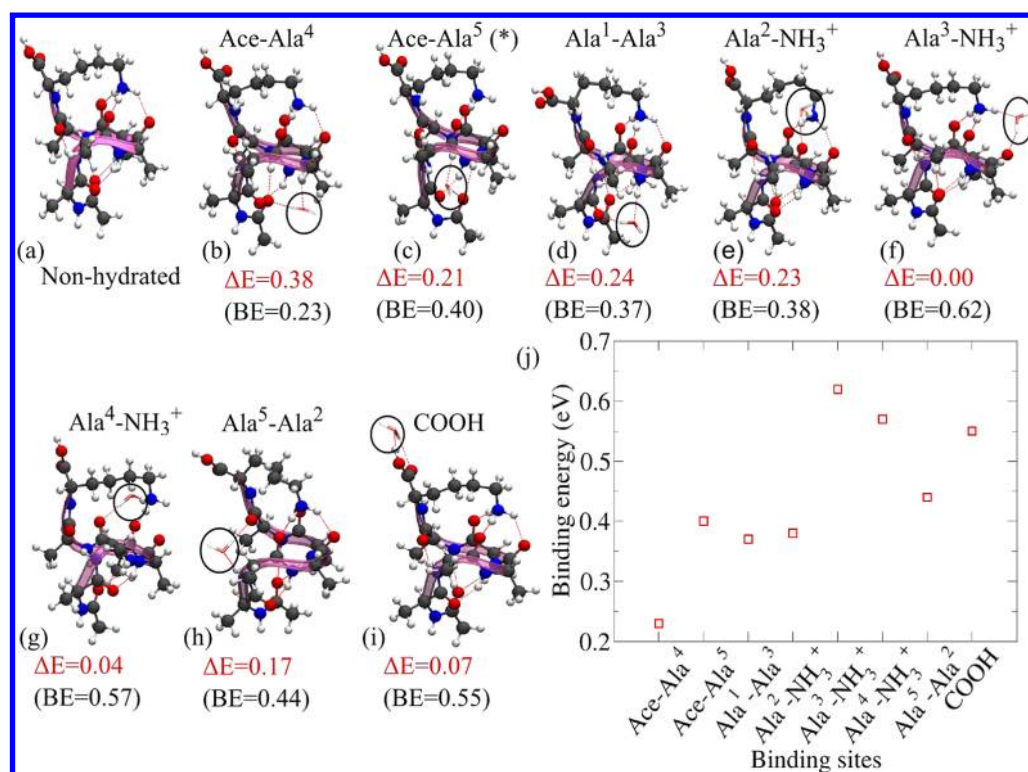 Ace-Ala⁴
Ace-Ala⁵ (*)
Ala¹-Ala³
Ala²-NH₃⁺
Ala³-NH₃⁺
(a)
(b)
(c)
(d)
(e)
(f)
Non-hydrated
ΔE=0.38
ΔE=0.21
ΔE=0.24
ΔE=0.23
ΔE=0.00
(BE=0.23)
(BE=0.40)
(BE=0.37)
(BE=0.38)
(BE=0.62)
Ala⁴-NH₃⁺
Ala⁵-Ala²
COOH
(g)
(h)
(i)
ΔE=0.04
ΔE=0.17
ΔE=0.07
(BE=0.57)
(BE=0.44)
(BE=0.55)
(j)
Binding energy (eV)
0.7
0.6
0.5
0.4
0.3
0.2
Ace-Ala⁴
Ace-Ala⁵
Ala¹-Ala³
Ala²-NH₃⁺
Ala³-NH₃⁺
Ala⁴-NH₃⁺
Ala⁵-Ala²
COOH
Binding sites